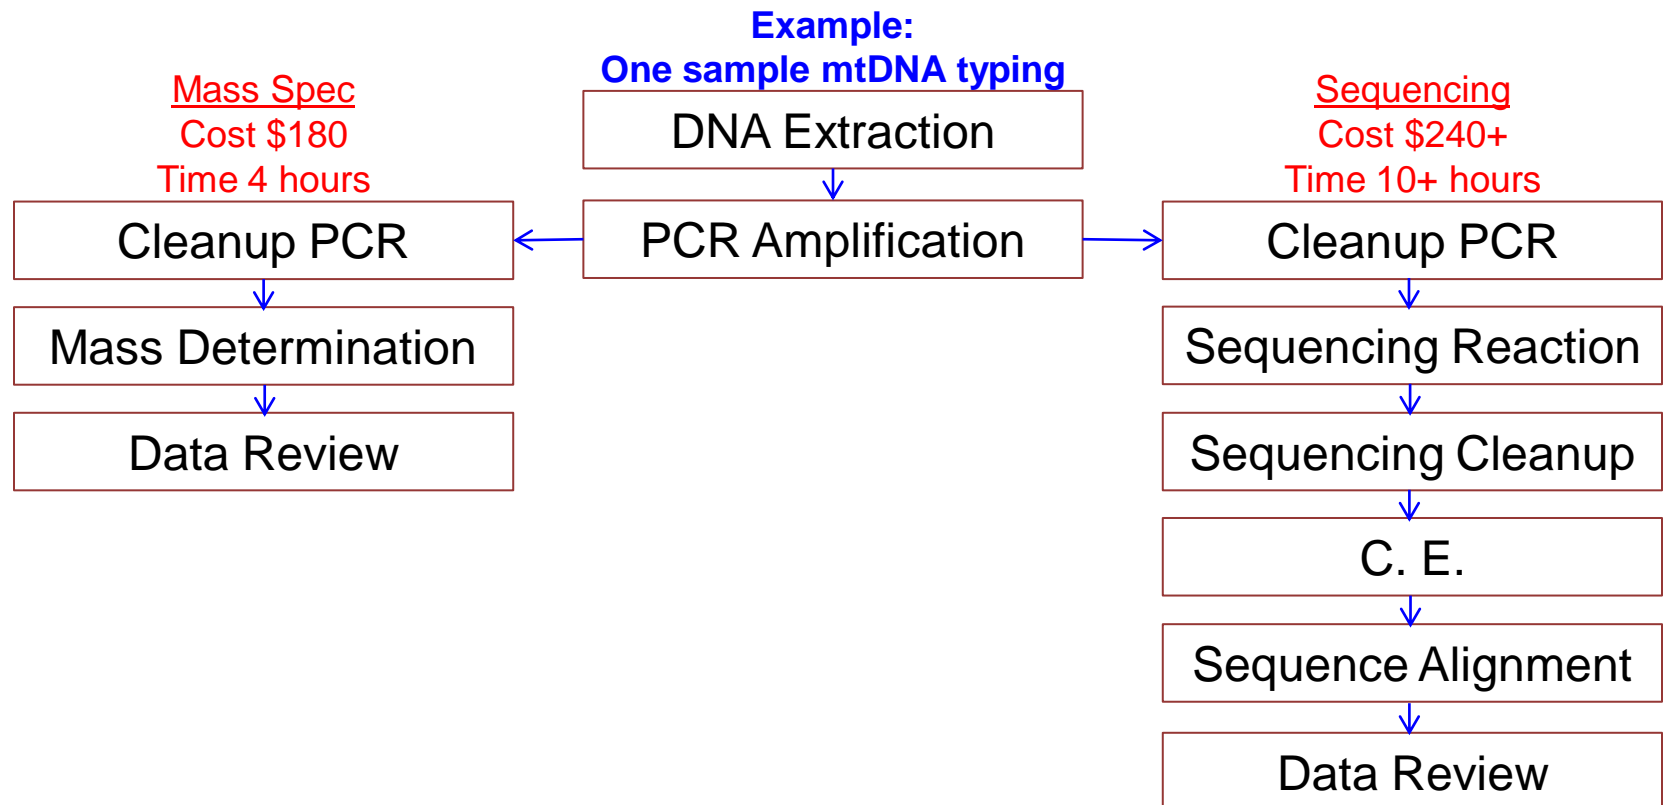 Example:
One sample mtDNA typing
DNA Extraction
PCR Amplification
Mass Spec
Cost $180
Time 4 hours
Cleanup PCR
Mass Determination
Data Review
Sequencing
Cost $240+
Time 10+ hours
Cleanup PCR
Sequencing Reaction
Sequencing Cleanup
C. E.
Sequence Alignment
Data Review